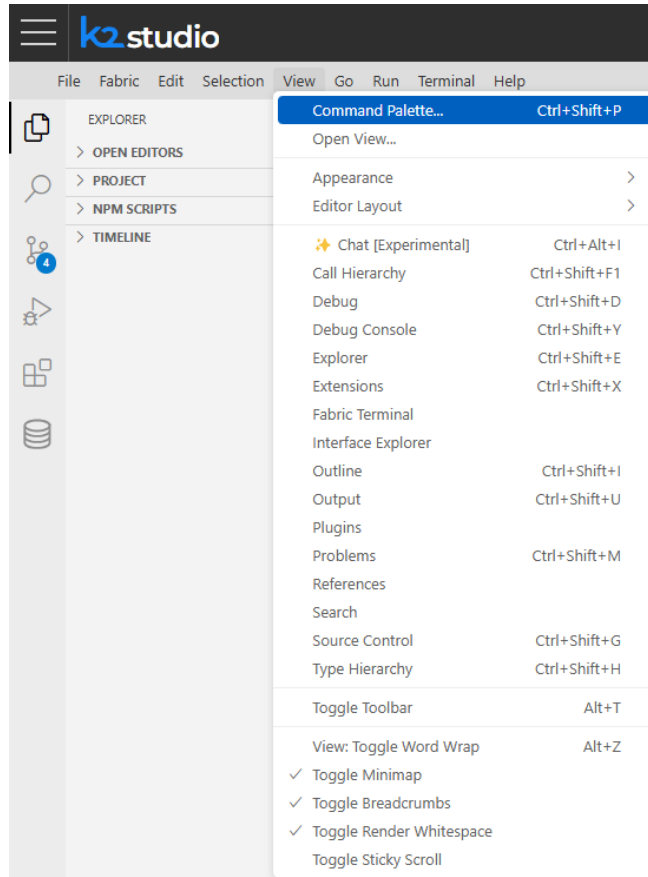 k2studio
File Fabric Edit Selection View Go Run Terminal Help
EXPLORER
OPEN EDITORS
PROJECT
NPM SCRIPTS
TIMELINE
4
Command Palette... Ctrl+Shift+P
Open View...
Appearance
Editor Layout
✨ Chat [Experimental] Ctrl+Alt+I
Call Hierarchy Ctrl+Shift+F1
Debug Ctrl+Shift+D
Debug Console Ctrl+Shift+Y
Explorer Ctrl+Shift+E
Extensions Ctrl+Shift+X
Fabric Terminal
Interface Explorer
Outline Ctrl+Shift+I
Output Ctrl+Shift+U
Plugins
Problems Ctrl+Shift+M
References
Search
Source Control Ctrl+Shift+G
Type Hierarchy Ctrl+Shift+H
Toggle Toolbar Alt+T
View: Toggle Word Wrap Alt+Z
✓ Toggle Minimap
✓ Toggle Breadcrumbs
✓ Toggle Render Whitespace
Toggle Sticky Scroll